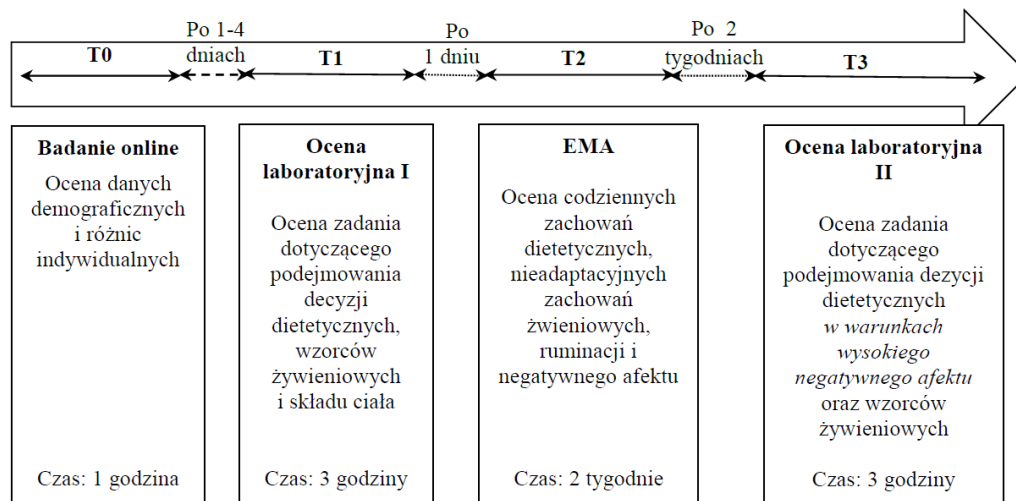 Po 1-4
dniach
Po
1 dniu
Po 2
tygodniach
T0
T1
T2
T3
Badanie online
Ocena danych
demograficznych
i różnic
indywidualnych
Czas: 1 godzina
Ocena
laboratoryjna I
Ocena zadania
dotyczącego
podejmowania
decyzji
dietetycznych,
wzorców
żywieniowych
i składu ciała
Czas: 3 godziny
EMA
Ocena codziennych
zachowań
dietetycznych,
nieadaptacyjnych
zachowań
żwieniowych,
ruminacji i
negatywnego afektu
Czas: 2 tygodnie
Ocena laboratoryjna
II
Ocena zadania
dotyczącego
podejmowania dezycji
dietetycznych
w warunkach
wysokiego
negatywnego afektu
oraz wzorców
żywieniowych
Czas: 3 godziny